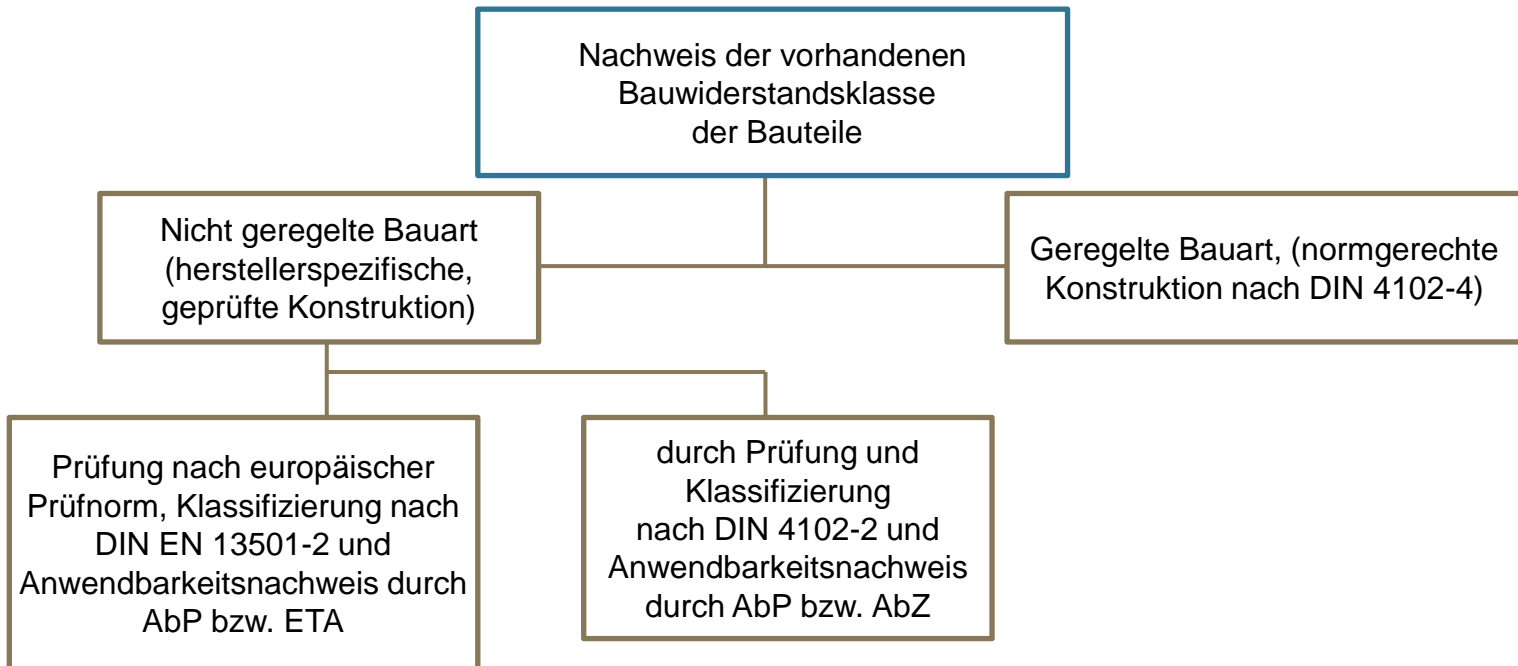 Nachweis der vorhandenen
Bauwiderstandsklasse
der Bauteile
Nicht geregelte Bauart
(herstellerspezifische,
geprüfte Konstruktion)
Geregelte Bauart, (normgerechte
Konstruktion nach DIN 4102-4)
Prüfung nach europäischer
Prüfnorm, Klassifizierung nach
DIN EN 13501-2 und
Anwendbarkeitsnachweis durch
AbP bzw. ETA
durch Prüfung und
Klassifizierung
nach DIN 4102-2 und
Anwendbarkeitsnachweis
durch AbP bzw. AbZ